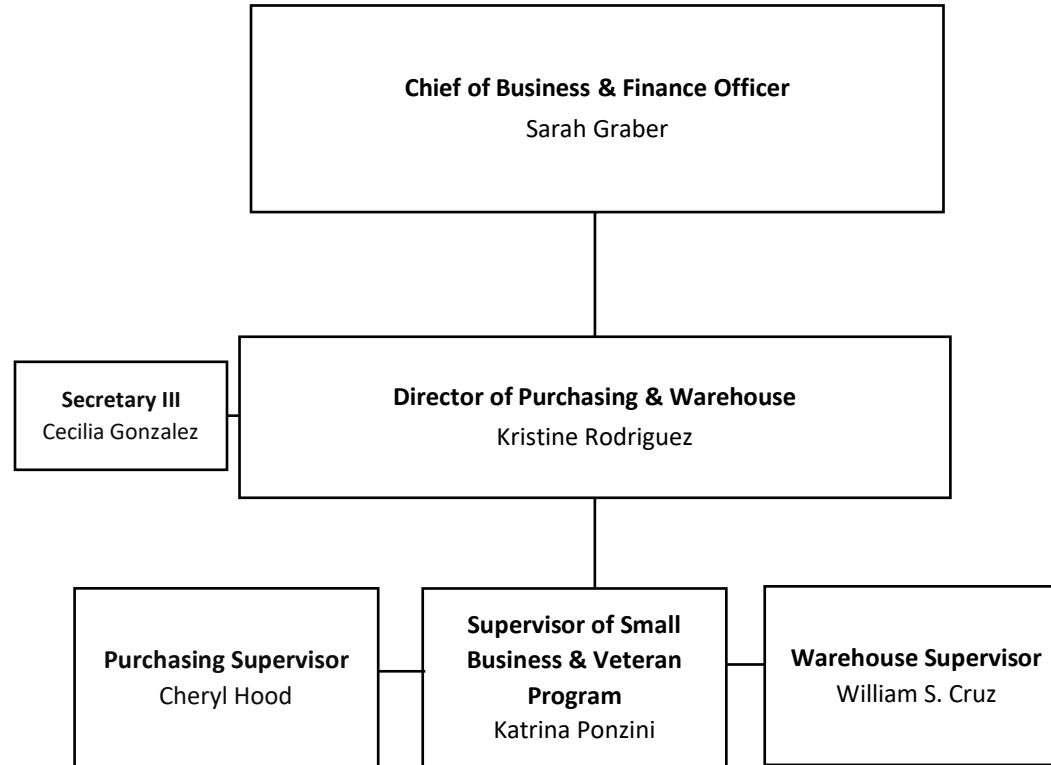 Chief of Business & Finance Officer
Sarah Graber
Secretary III
Cecilia Gonzalez
Director of Purchasing & Warehouse
Kristine Rodriguez
Purchasing Supervisor
Cheryl Hood
Supervisor of Small
Business & Veteran
Program
Katrina Ponzini
Warehouse Supervisor
William S. Cruz